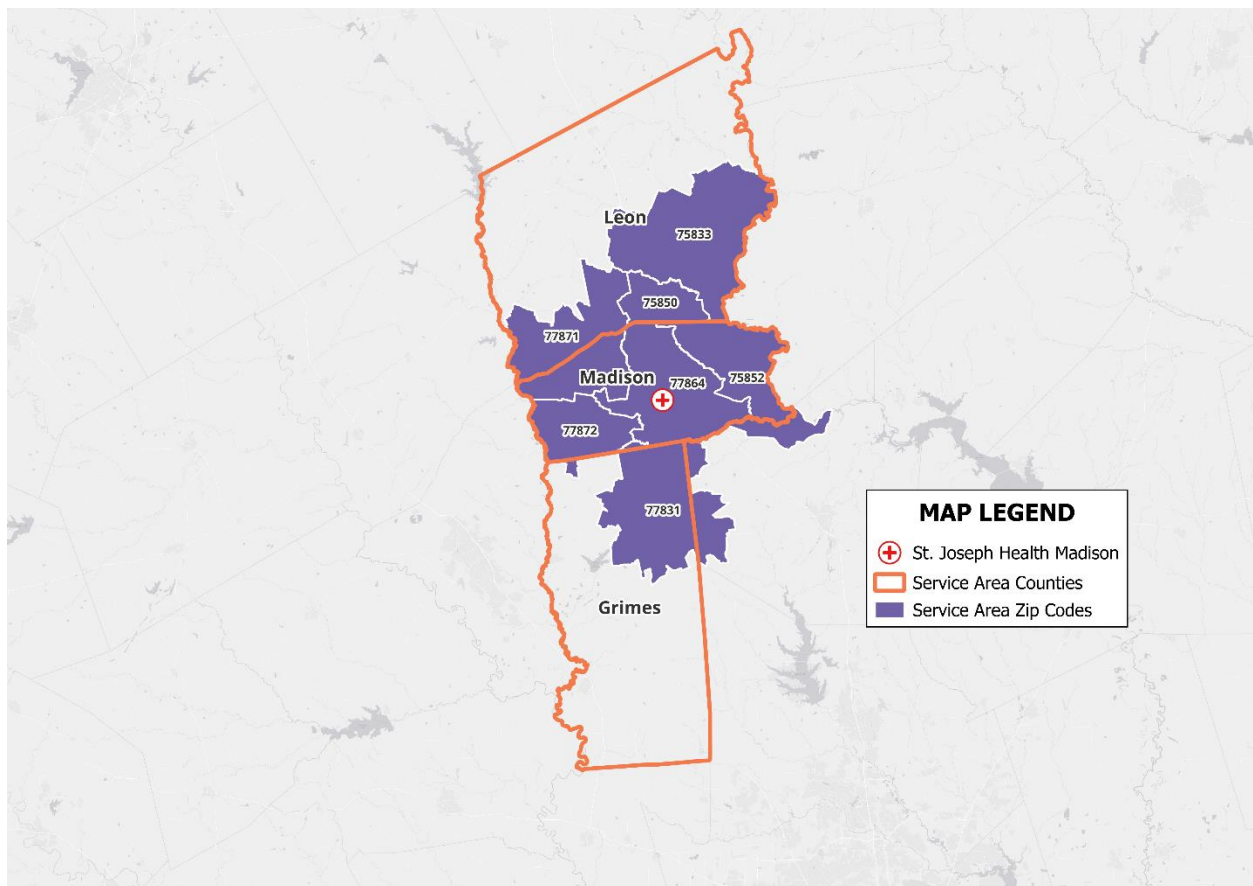 Leon
75833
75850
77871
Madison
77864
75852
77872
77831
Grimes
MAP LEGEND
St. Joseph Health Madison
Service Area Counties
Service Area Zip Codes